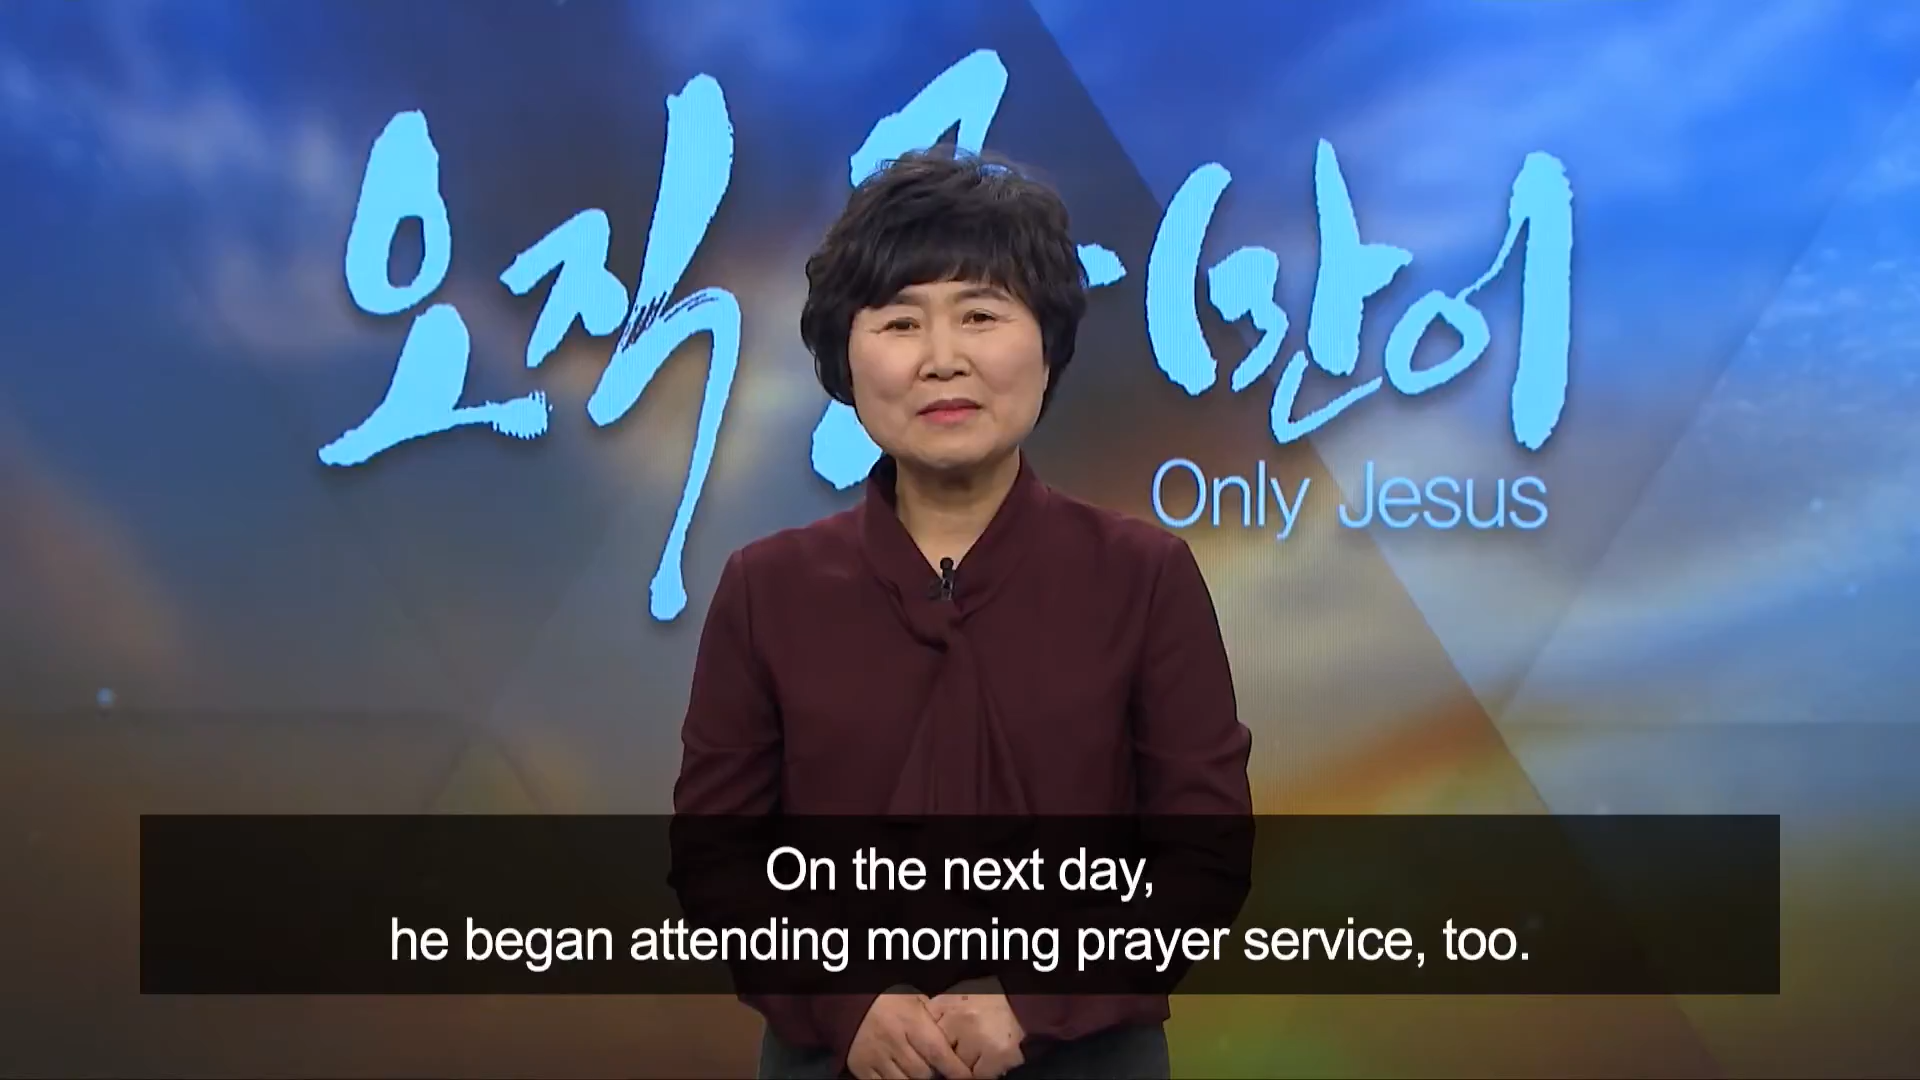 오직 만이
Only Jesus
On the next day,
he began attending morning prayer service, too.